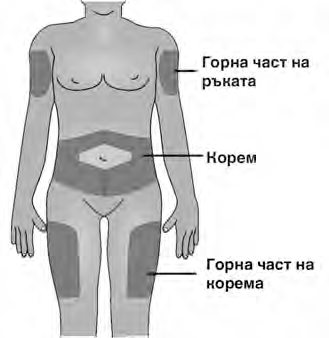 Горна част на
ръката
Корем
Горна част на
корема